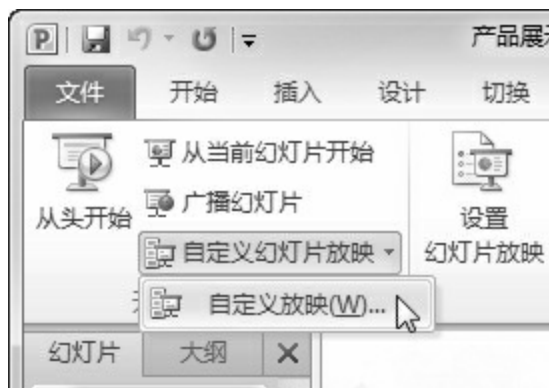 产品展
文件 开始 插入 设计 切换
从头开始
从当前幻灯片开始
广播幻灯片
自定义幻灯片放映
设置
幻灯片放映
自定义放映(W)...
幻灯片 大纲